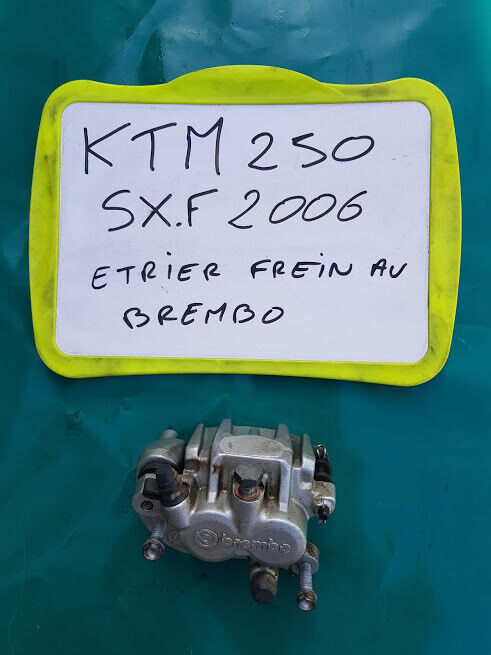 KTM 250
SX.F 2006
ETRIER FREIN AV
BREMBO
brembo